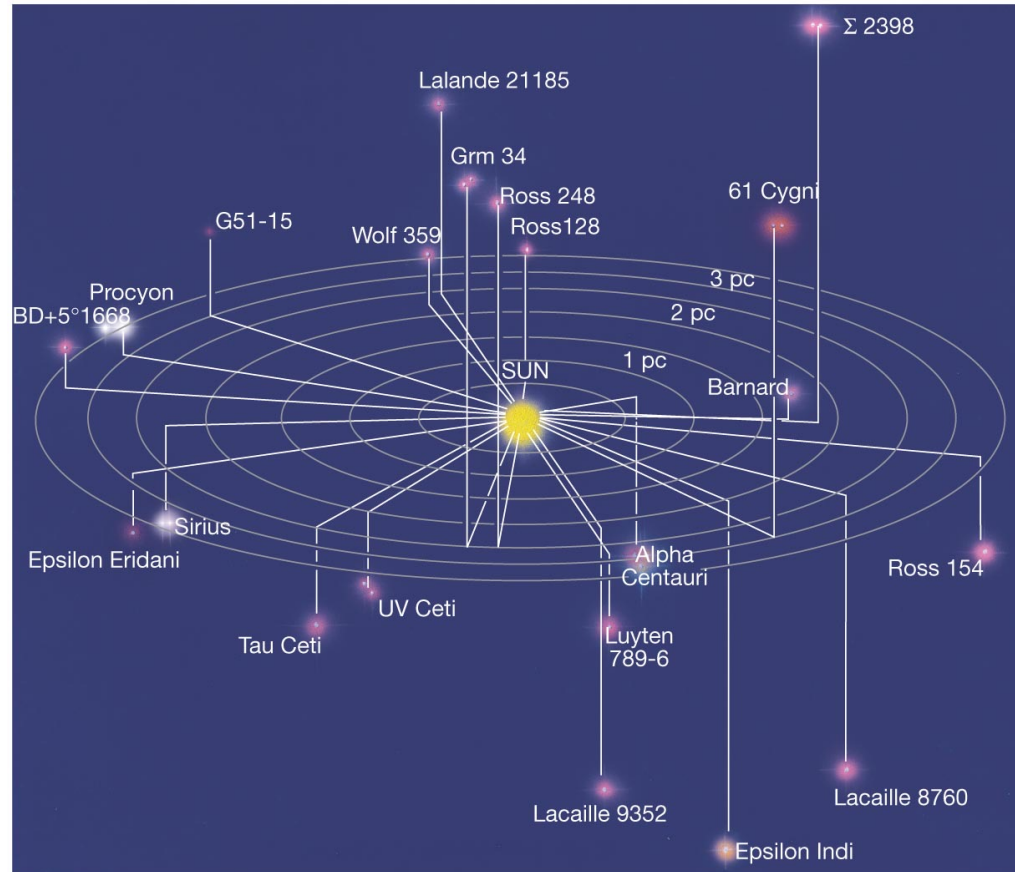 Σ 2398
Lalande 21185
Grm 34
Ross 248
61 Cygni
G51-15
Wolf 359
Ross128
3 pc
Procyon
BD+5°1668
2 pc
1 pc
SUN
Barnard
Sirius
Epsilon Eridani
Alpha
Centauri
Ross 154
UV Ceti
Tau Ceti
Luyten
789-6
Lacaille 9352
Lacaille 8760
Epsilon Indi